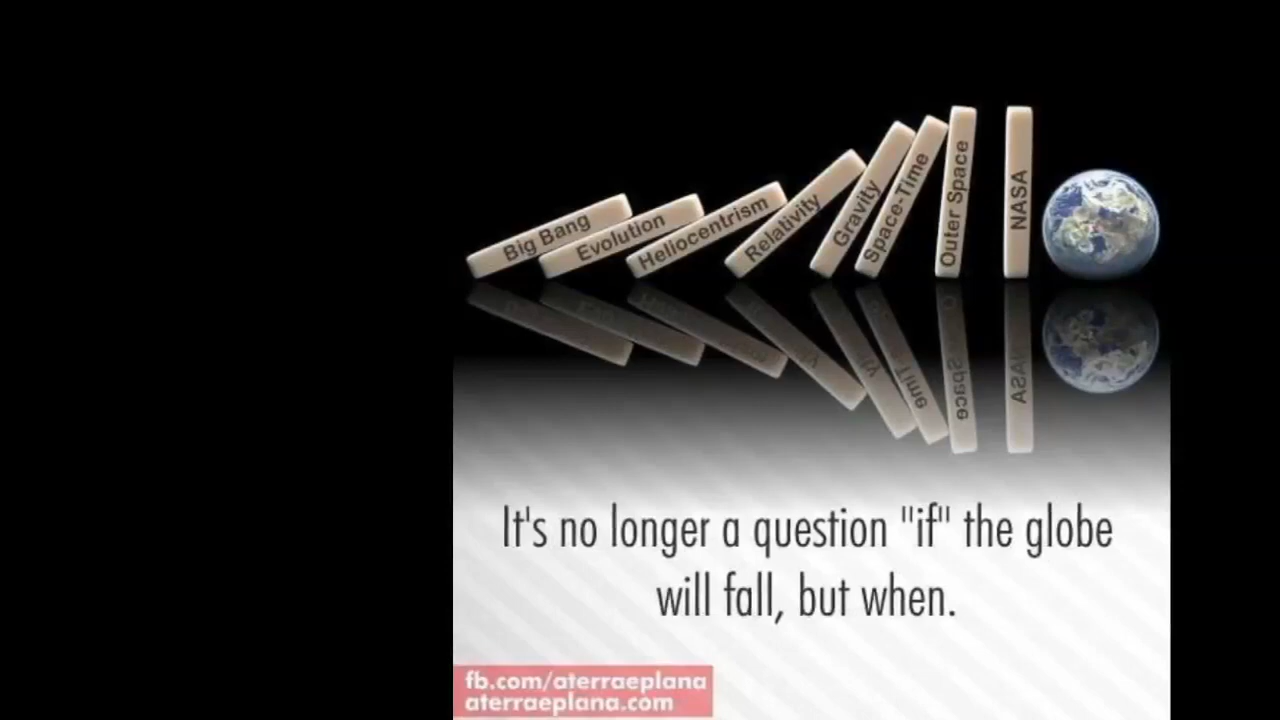 Big Bang
Evolution
Heliocentrism
Relativity
Gravity
Space-Time
Outer Space
NASA
It's no longer a question "if" the globe
will fall, but when.
fb.com/aterraeplana
aterraeplana.com